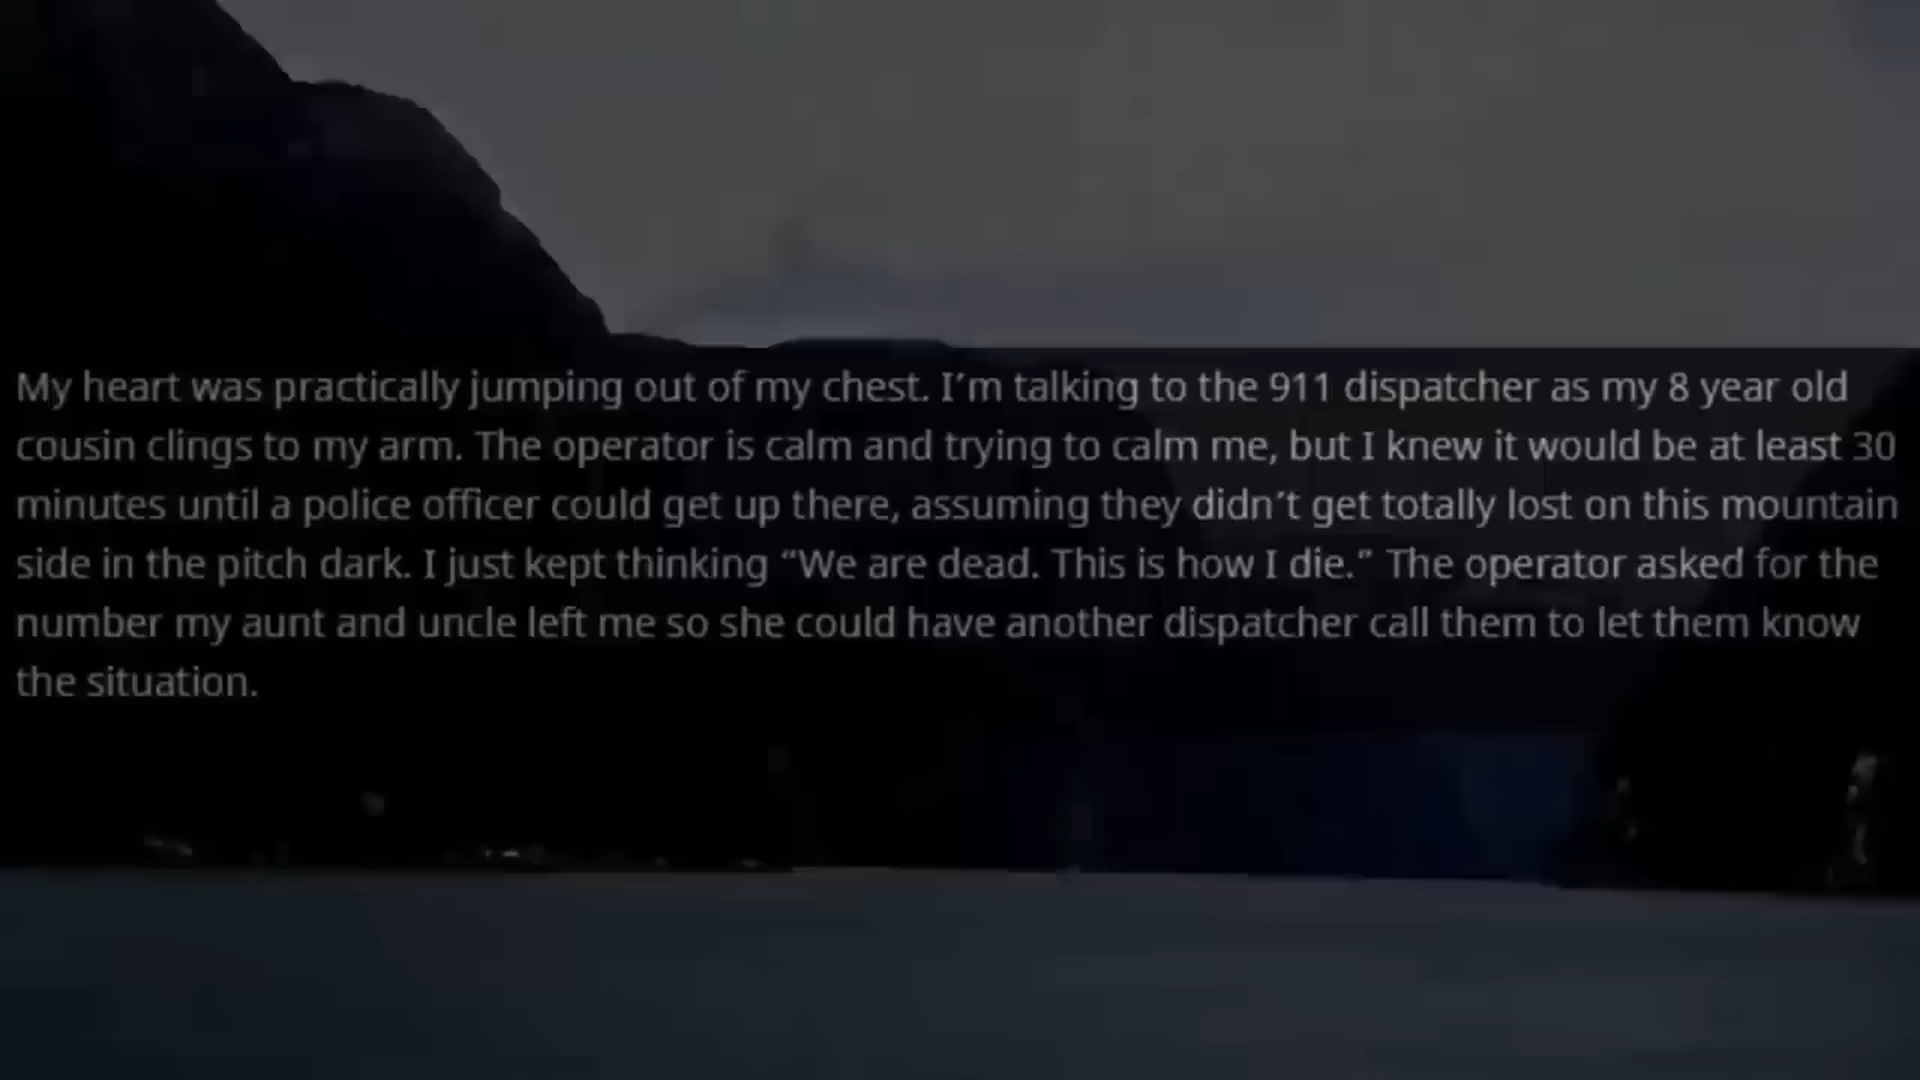 My heart was practically jumping out of my chest. I’m talking to the 911 dispatcher as my 8 year old
cousin clings to my arm. The operator is calm and trying to calm me, but I knew it would be at least 30
minutes until a police officer could get up there, assuming they didn’t get totally lost on this mountain
side in the pitch dark. I just kept thinking “We are dead. This is how I die.” The operator asked for the
number my aunt and uncle left me so she could have another dispatcher call them to let them know
the situation.